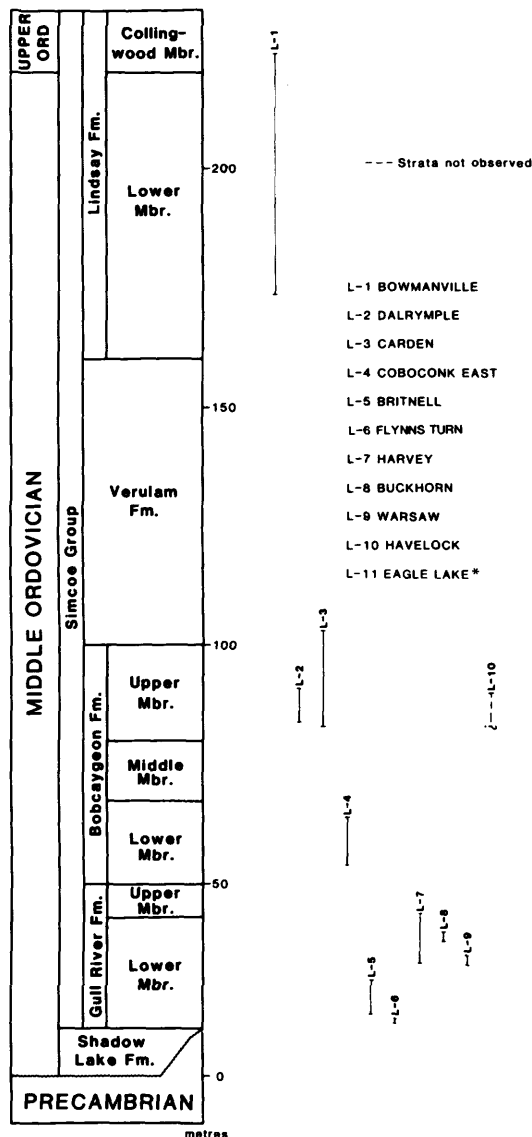 UPPER
ORD
MIDDLE ORDOVICIAN
Simcoe Group
Lindsay Fm.
Colling-
wood Mbr.
Lower
Mbr.
Verulam
Fm.
Bobcaygeon Fm.
Upper
Mbr.
Middle
Mbr.
Lower
Mbr.
Gull River Fm.
Upper
Mbr.
Lower
Mbr.
Shadow
Lake Fm.
PRECAMBRIAN
200
150
100
50
0
metres
L-1
--- Strata not observed
L-1 BOWMANVILLE
L-2 DALRYMPLE
L-3 CARDEN
L-4 COBOCONK EAST
L-5 BRITNELL
L-6 FLYNNS TURN
L-7 HARVEY
L-8 BUCKHORN
L-9 WARSAW
L-10 HAVELOCK
L-11 EAGLE LAKE*
L-2
L-3
L-10
?
L-4
L-7
L-8
L-9
L-5
L-6